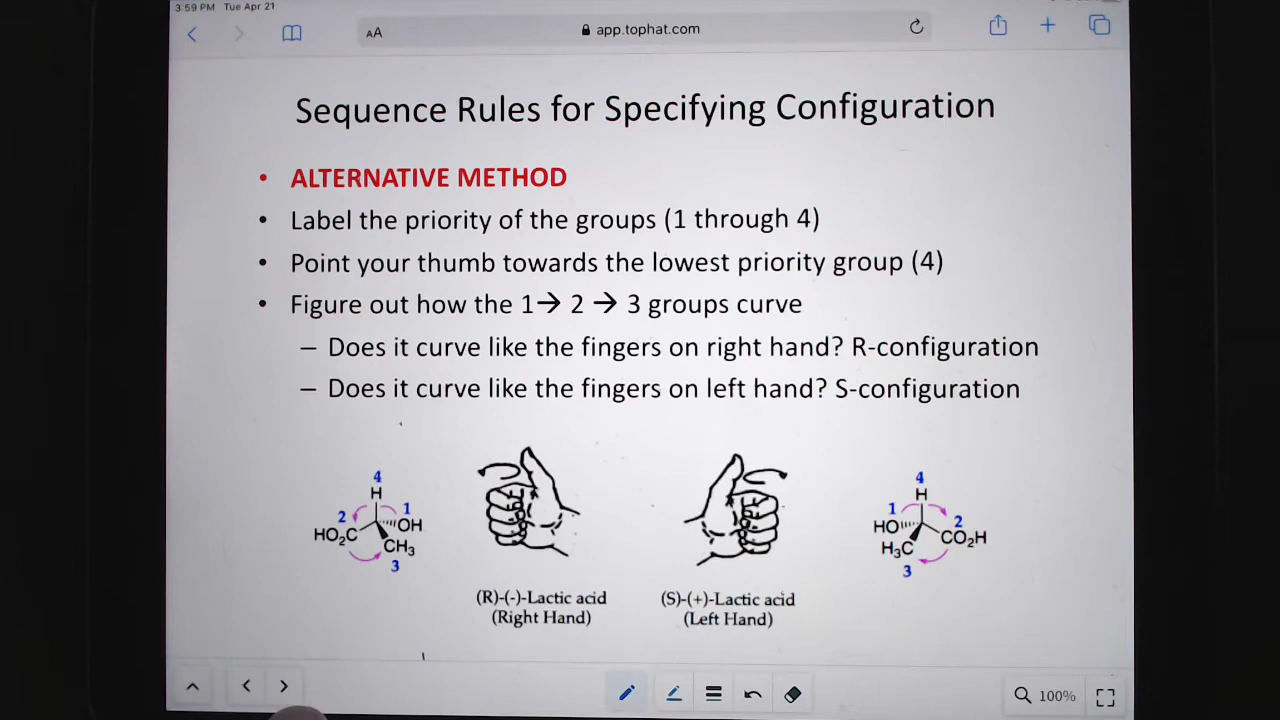 3:59 PM Tue Apr 21
AA app.tophat.com
Sequence Rules for Specifying Configuration
• ALTERNATIVE METHOD
• Label the priority of the groups (1 through 4)
• Point your thumb towards the lowest priority group (4)
• Figure out how the 1→ 2 → 3 groups curve
– Does it curve like the fingers on right hand? R-configuration
– Does it curve like the fingers on left hand? S-configuration
4
H
2
1
HO₂C
OH
CH₃
3
(R)-(-)-Lactic acid
(Right Hand)
(S)-(+)-Lactic acid
(Left Hand)
4
H
1
2
HO
CO₂H
H₃C
3
100%